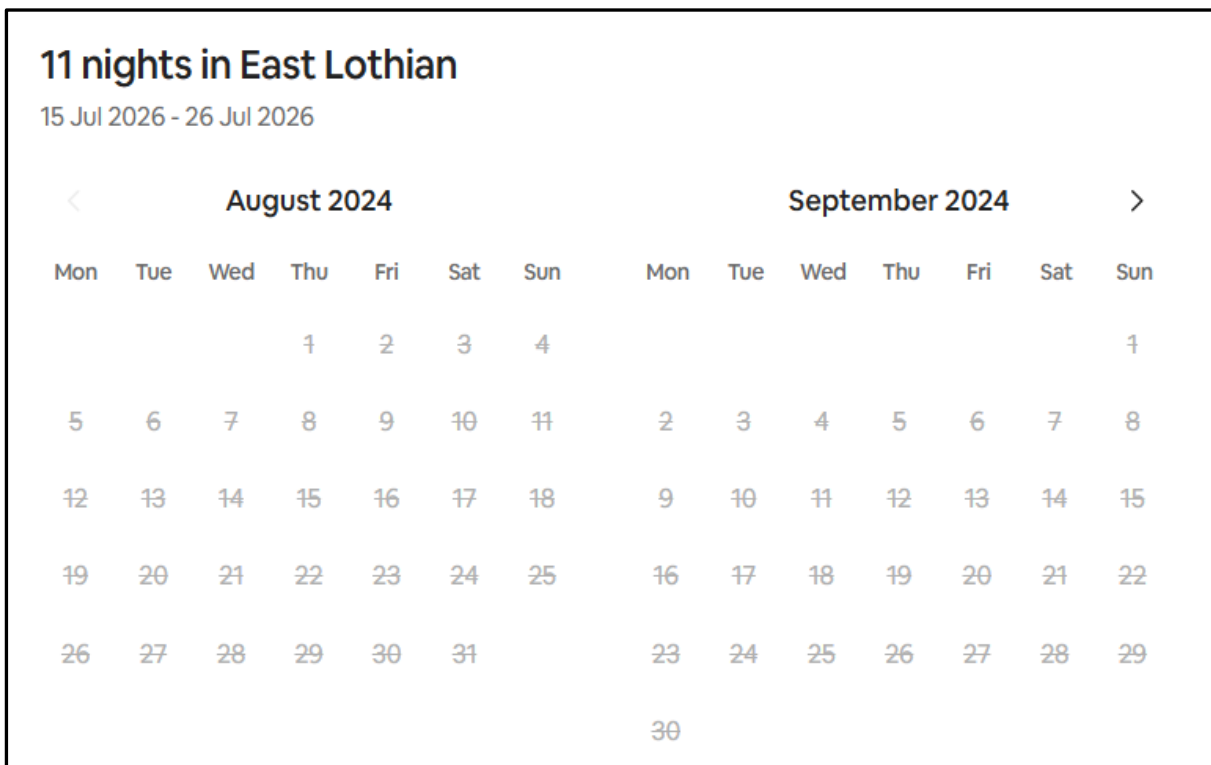 11 nights in East Lothian
15 Jul 2026 - 26 Jul 2026
August 2024
Mon Tue Wed Thu Fri Sat Sun
1 2 3 4
5 6 7 8 9 10 11
12 13 14 15 16 17 18
19 20 21 22 23 24 25
26 27 28 29 30 31
September 2024
Mon Tue Wed Thu Fri Sat Sun
1
2 3 4 5 6 7 8
9 10 11 12 13 14 15
16 17 18 19 20 21 22
23 24 25 26 27 28 29
30